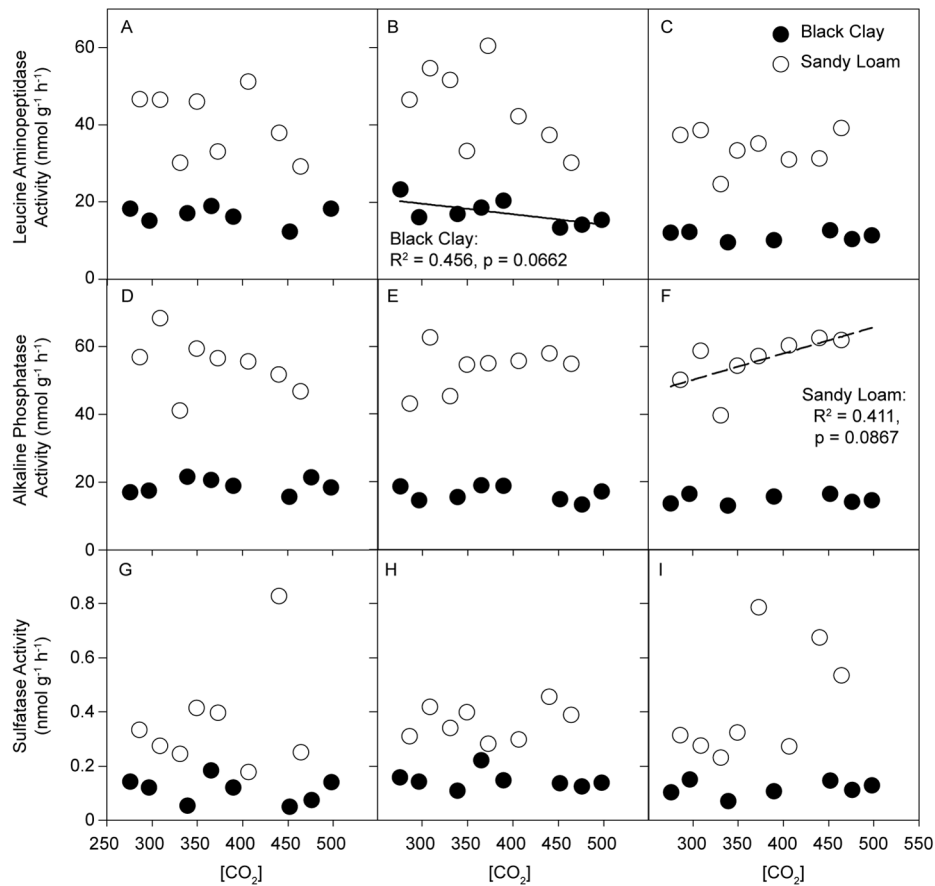 A
B
C
Black Clay
Sandy Loam
Leucine Aminopeptidase
Activity (nmol g⁻¹ h⁻¹)
60
40
20
0
Black Clay:
R² = 0.456, p = 0.0662
D
E
F
Alkaline Phosphatase
Activity (nmol g⁻¹ h⁻¹)
60
40
20
0
Sandy Loam:
R² = 0.411,
p = 0.0867
G
H
I
Sulfatase Activity
(nmol g⁻¹ h⁻¹)
0.8
0.6
0.4
0.2
0
250 300 350 400 450 500 300 350 400 450 500 300 350 400 450 500 550
[CO₂] [CO₂] [CO₂]